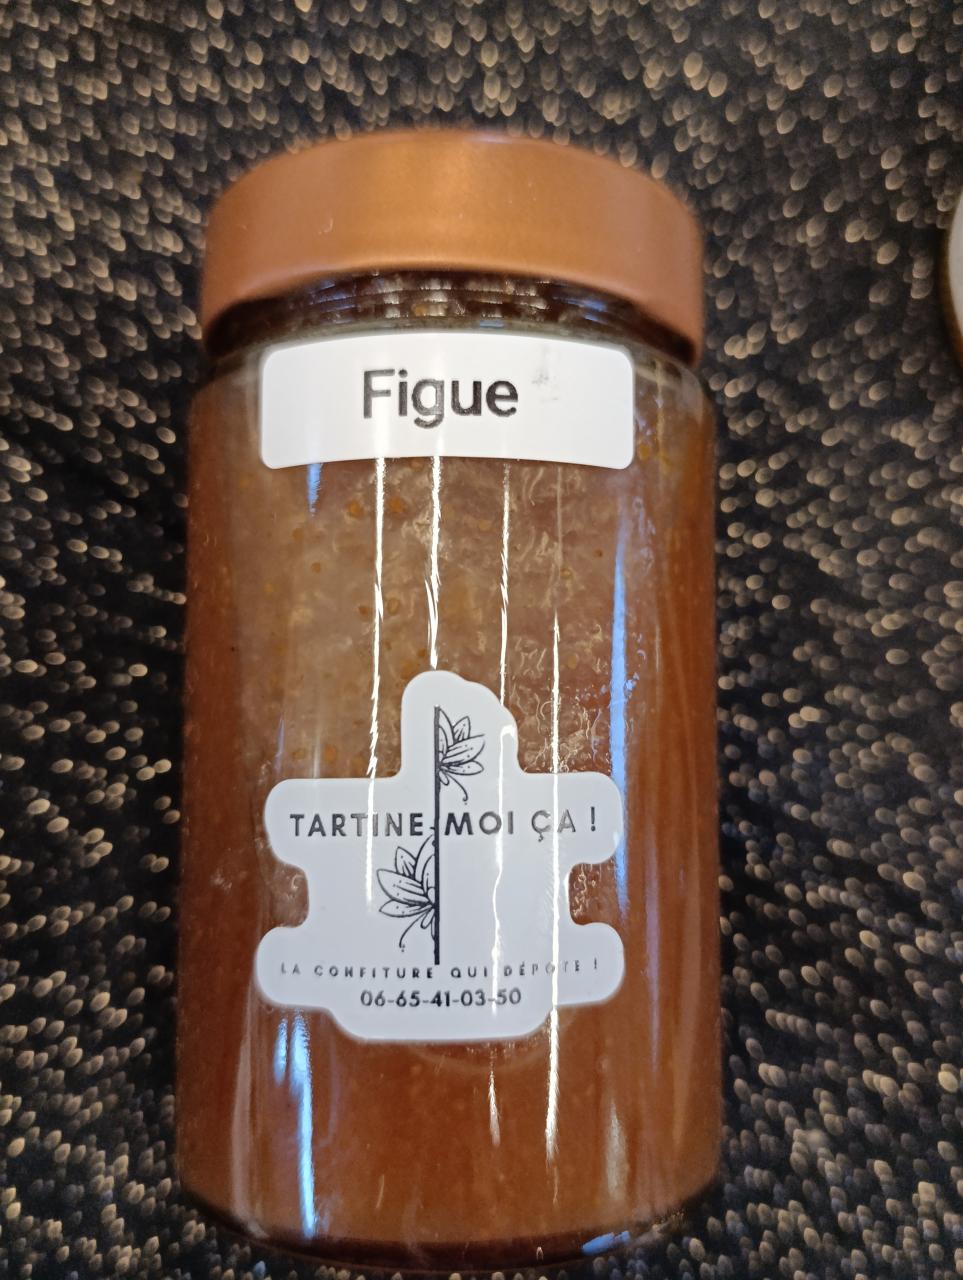 Figue
TARTINE MOI ÇA !
LA CONFITURE QUI DÉPOTE !
06-65-41-03-50